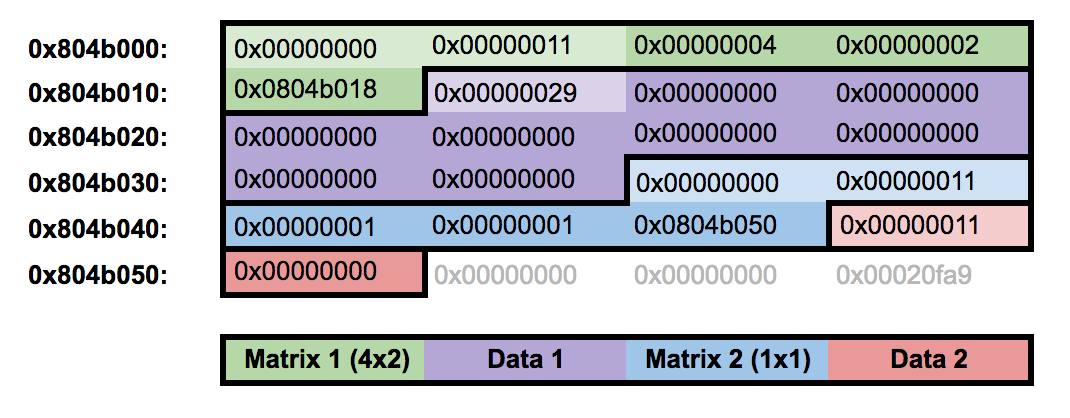 0x804b000: 0x00000000 0x00000011 0x00000004 0x00000002
0x804b010: 0x0804b018 0x00000029 0x00000000 0x00000000
0x804b020: 0x00000000 0x00000000 0x00000000 0x00000000
0x804b030: 0x00000000 0x00000000 0x00000000 0x00000011
0x804b040: 0x00000001 0x00000001 0x0804b050 0x00000011
0x804b050: 0x00000000 0x00000000 0x00000000 0x00020fa9
Matrix 1 (4x2) Data 1 Matrix 2 (1x1) Data 2